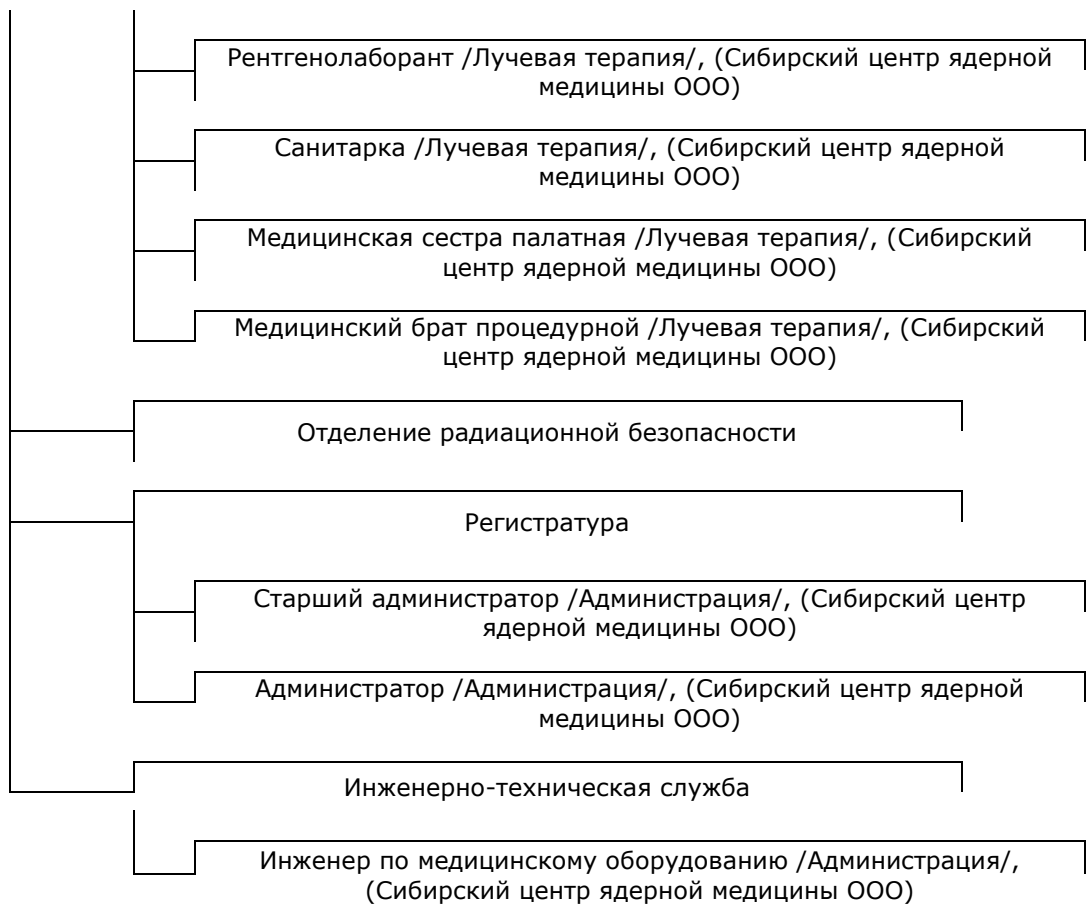 Рентгенолаборант /Лучевая терапия/, (Сибирский центр ядерной
медицины ООО)
Санитарка /Лучевая терапия/, (Сибирский центр ядерной
медицины ООО)
Медицинская сестра палатная /Лучевая терапия/, (Сибирский
центр ядерной медицины ООО)
Медицинский брат процедурной /Лучевая терапия/, (Сибирский
центр ядерной медицины ООО)
Отделение радиационной безопасности
Регистратура
Старший администратор /Администрация/, (Сибирский центр
ядерной медицины ООО)
Администратор /Администрация/, (Сибирский центр ядерной
медицины ООО)
Инженерно-техническая служба
Инженер по медицинскому оборудованию /Администрация/,
(Сибирский центр ядерной медицины ООО)